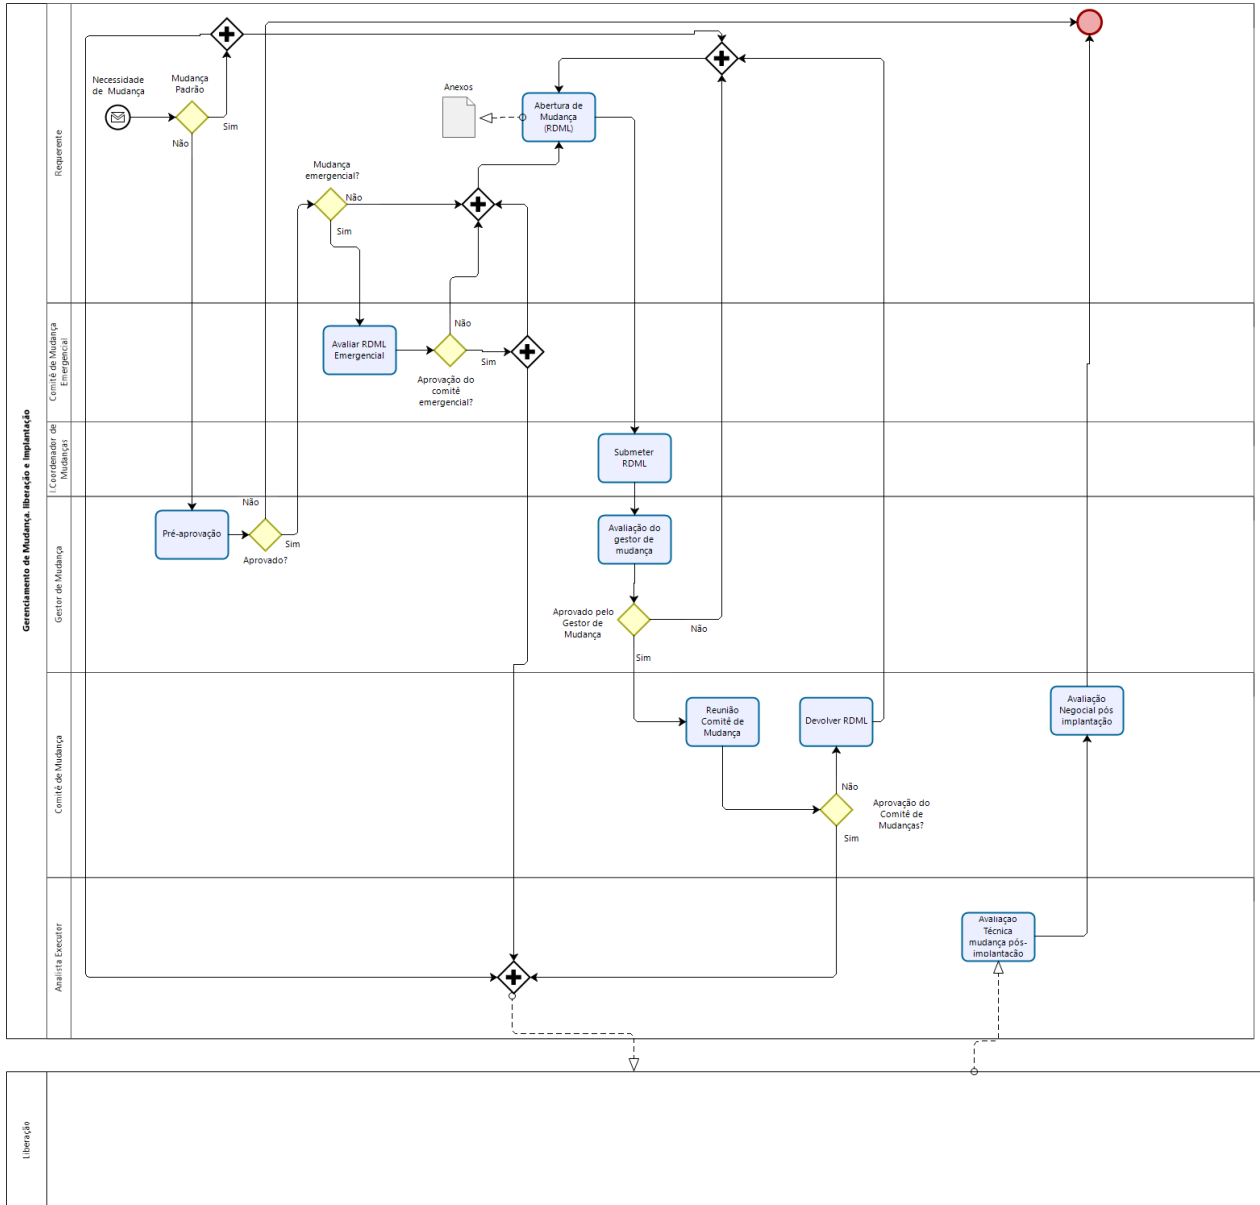 Gerenciamento de Mudança. liberação e Implantação
Requerente
Necessidade
de Mudança
Mudança
Padrão
Sim
Não
Anexos
Abertura de
Mudança
(RDML)
Mudança
emergencial?
Não
Sim
Comitê de Mudança
Emergencial
Avaliar RDML
Emergencial
Não
Sim
Aprovação do
comitê
emergencial?
I.Coordenador de
Mudanças
Submeter
RDML
Gestor de Mudança
Pré-aprovação
Não
Sim
Aprovado?
Avaliação do
gestor de
mudança
Aprovado pelo
Gestor de
Mudança
Não
Sim
Comitê de Mudança
Reunião
Comitê de
Mudança
Devolver RDML
Não
Aprovação do
Comitê de
Mudanças?
Sim
Avaliação
Negocial pós
implantação
Analista Executor
Avaliação
Técnica
mudança pós-
implantação
Liberação